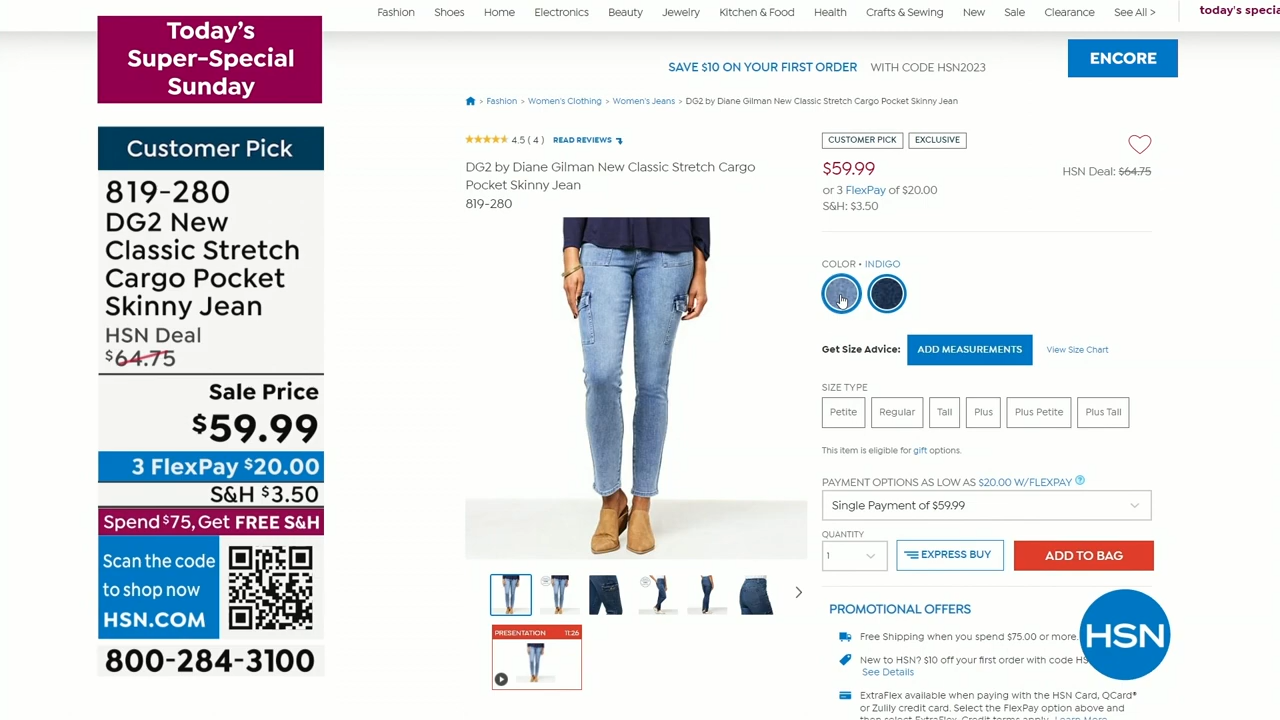 Fashion Shoes Home Electronics Beauty Jewelry Kitchen & Food Health Crafts & Sewing New Sale Clearance See All >
today's specia
Today's
Super-Special
Sunday
SAVE $10 ON YOUR FIRST ORDER WITH CODE HSN2023
ENCORE
> Fashion > Women's Clothing > Women's Jeans > DG2 by Diane Gilman New Classic Stretch Cargo Pocket Skinny Jean
Customer Pick
819-280
DG2 New
Classic Stretch
Cargo Pocket
Skinny Jean
HSN Deal
$64.75
Sale Price
$59.99
3 FlexPay $20.00
S&H $3.50
Spend $75, Get FREE S&H
Scan the code
to shop now
HSN.COM
800-284-3100
4.5 ( 4 ) READ REVIEWS
DG2 by Diane Gilman New Classic Stretch Cargo
Pocket Skinny Jean
819-280
PRESENTATION 11:26
CUSTOMER PICK EXCLUSIVE
$59.99
HSN Deal: $64.75
or 3 FlexPay of $20.00
S&H: $3.50
COLOR • INDIGO
Get Size Advice: ADD MEASUREMENTS View Size Chart
SIZE TYPE
Petite Regular Tall Plus Plus Petite Plus Tall
This item is eligible for gift options.
PAYMENT OPTIONS AS LOW AS $20.00 W/FLEXPAY ?
Single Payment of $59.99
QUANTITY
1 EXPRESS BUY ADD TO BAG
PROMOTIONAL OFFERS
Free Shipping when you spend $75.00 or more.
New to HSN? $10 off your first order with code HS
See Details
ExtraFlex available when paying with the HSN Card, QCard®
or Zulily credit card. Select the FlexPay option above and
then select ExtraFlex. Credit terms apply. Learn More
HSN